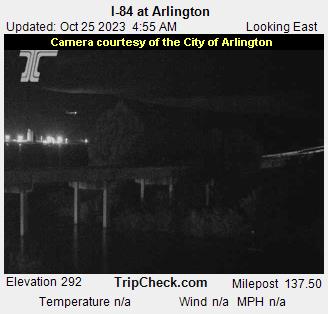 I-84 at Arlington
Updated: Oct 25 2023 4:55 AM Looking East
Camera courtesy of the City of Arlington
Elevation 292 TripCheck.com Milepost 137.50
Temperature n/a Wind n/a MPH n/a